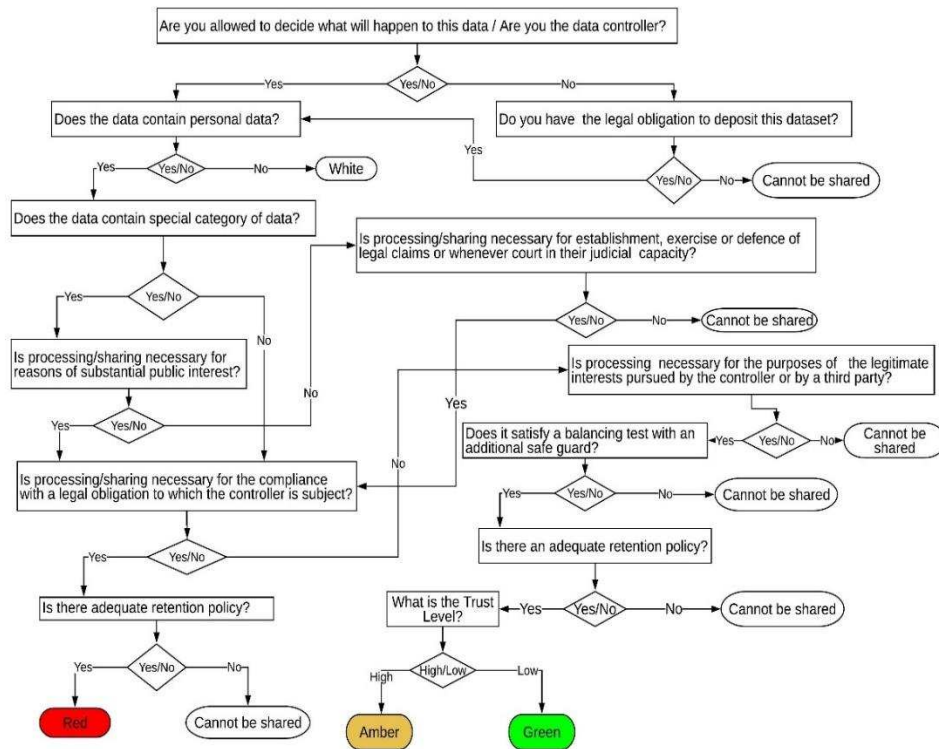 Are you allowed to decide what will happen to this data / Are you the data controller?
Yes
Yes/No
No
Does the data contain personal data?
Do you have the legal obligation to deposit this dataset?
Yes
Yes
Yes/No
No
White
Yes/No
No
Cannot be shared
Does the data contain special category of data?
Is processing/sharing necessary for establishment, exercise or defence of
legal claims or whenever court in their judicial capacity?
Yes
Yes/No
No
Yes/No
No
Cannot be shared
Is processing/sharing necessary for
reasons of substantial public interest?
No
Is processing necessary for the purposes of the legitimate
interests pursued by the controller or by a third party?
Yes
Yes/No
Yes
No
Does it satisfy a balancing test with an
additional safe guard?
Yes
Yes/No
No
Cannot be
shared
Is processing/sharing necessary for the compliance
with a legal obligation to which the controller is subject?
Yes
Yes/No
No
Cannot be shared
Is there an adequate retention policy?
Yes
Yes/No
Is there adequate retention policy?
What is the Trust
Level?
Yes
Yes/No
No
Cannot be shared
Yes
Yes/No
No
High
High/Low
Low
Red
Cannot be shared
Amber
Green